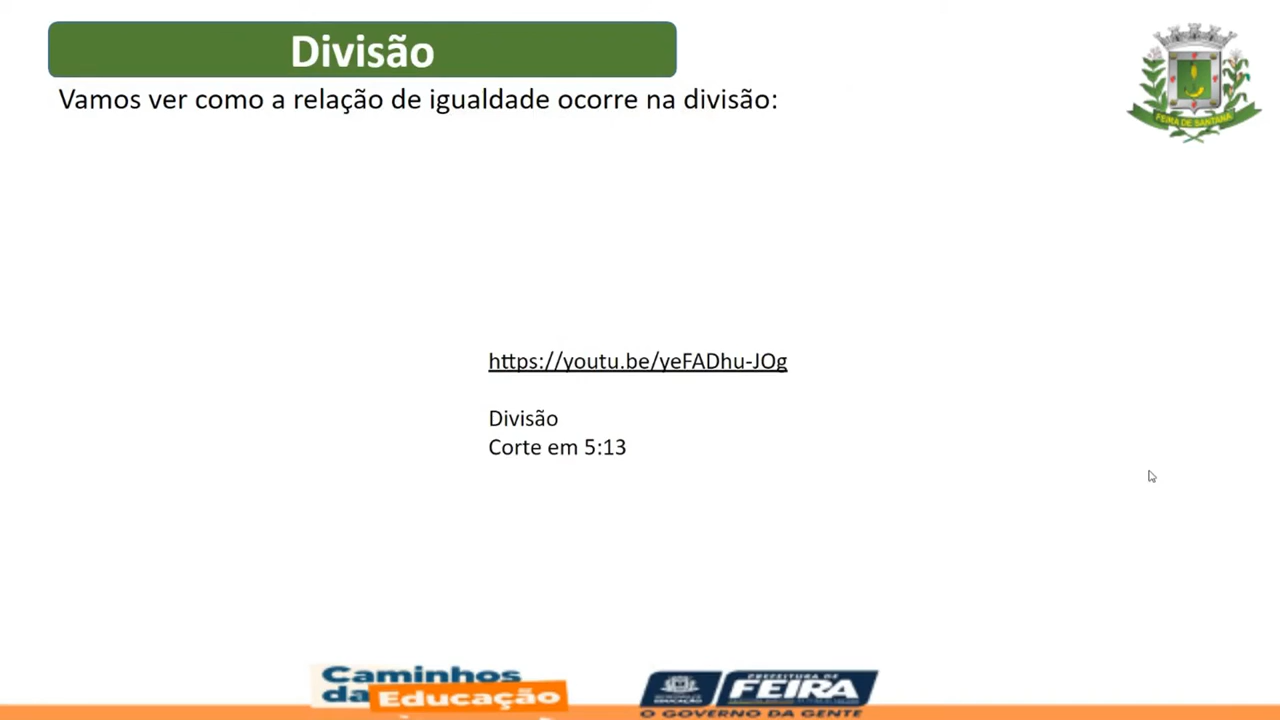 Divisão
Vamos ver como a relação de igualdade ocorre na divisão:
FEIRA DE SANTANA
https://youtu.be/yeFADhu-JOg
Divisão
Corte em 5:13
Caminhos
da Educação
EDUCAÇÃO
PREFEITURA DE
FEIRA
O GOVERNO DA GENTE